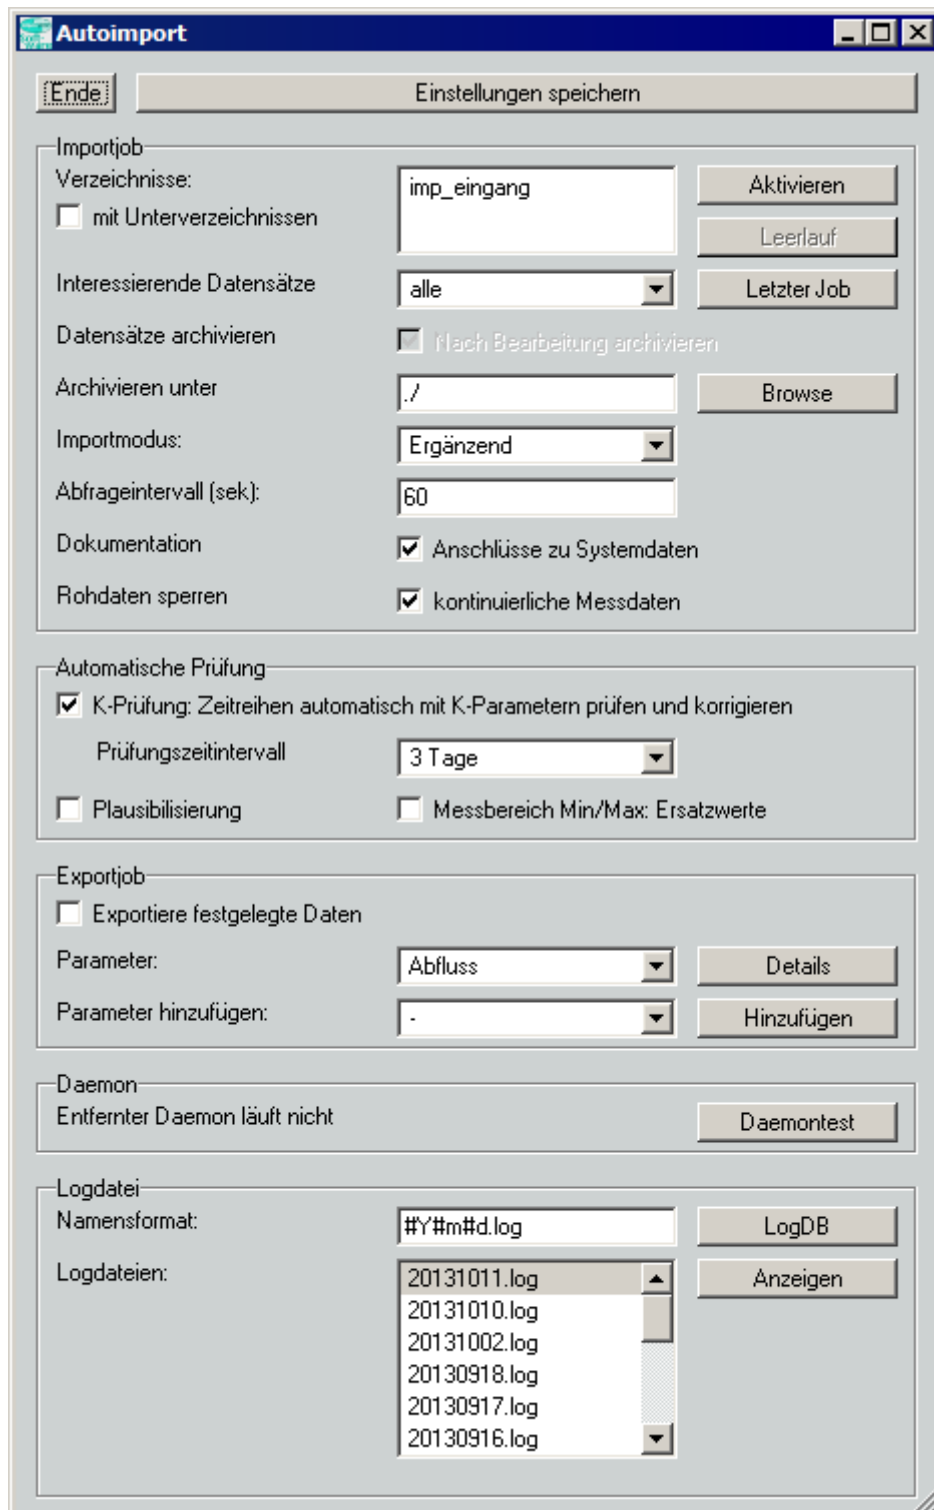 Autoimport
Ende
Einstellungen speichern
Importjob
Verzeichnisse:
imp_eingang
Aktivieren
mit Unterverzeichnissen
Leerlauf
Interessierende Datensätze
alle
Letzter Job
Datensätze archivieren
Nach Bearbeitung archivieren
Archivieren unter
./
Browse
Importmodus:
Ergänzend
Abfrageintervall (sek):
60
Dokumentation
Anschlüsse zu Systemdaten
Rohdaten sperren
kontinuierliche Messdaten
Automatische Prüfung
K-Prüfung: Zeitreihen automatisch mit K-Parametern prüfen und korrigieren
Prüfungszeitintervall
3 Tage
Plausibilisierung
Messbereich Min/Max: Ersatzwerte
Exportjob
Exportiere festgelegte Daten
Parameter:
Abfluss
Details
Parameter hinzufügen:
-
Hinzufügen
Daemon
Entfernter Daemon läuft nicht
Daemontest
Logdatei
Namensformat:
#Y#m#d.log
LogDB
Logdateien:
20131011.log
Anzeigen
20131010.log
20131002.log
20130918.log
20130917.log
20130916.log